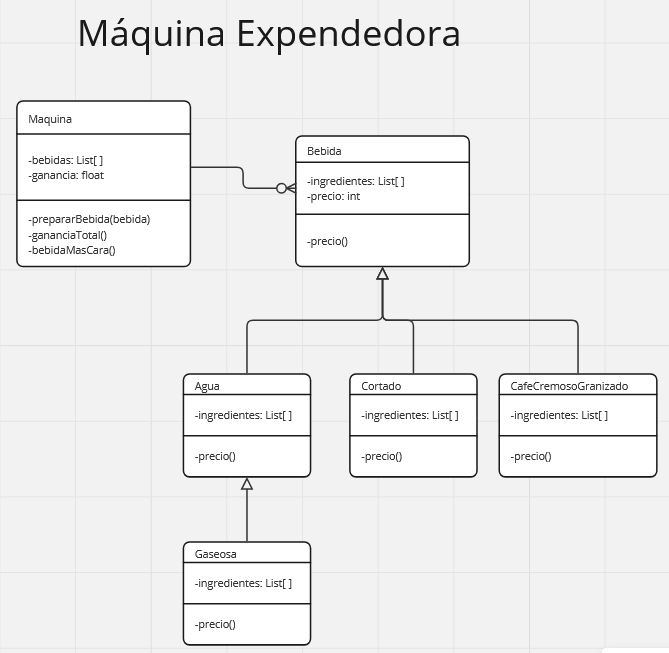 Máquina Expendedora
Maquina
-bebidas: List[ ]
-ganancia: float
-prepararBebida(bebida)
-gananciaTotal()
-bebidaMasCara()
Bebida
-ingredientes: List[ ]
-precio: int
-precio()
Agua
-ingredientes: List[ ]
-precio()
Cortado
-ingredientes: List[ ]
-precio()
CafeCremosoGranizado
-ingredientes: List[ ]
-precio()
Gaseosa
-ingredientes: List[ ]
-precio()